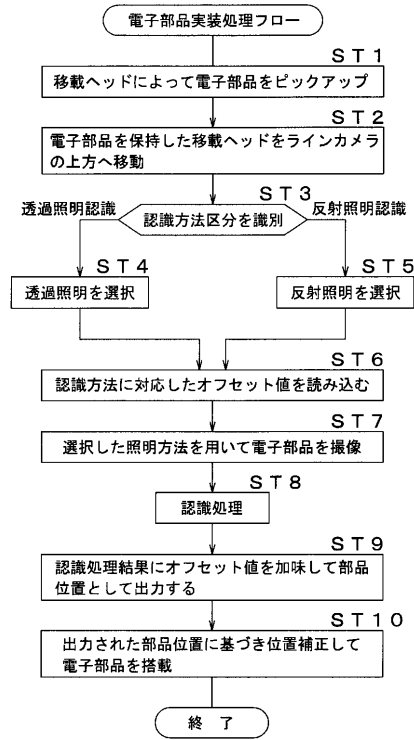 電子部品実装処理フロー
ST1
移載ヘッドによって電子部品をピックアップ
ST2
電子部品を保持した移載ヘッドをラインカメラ
の上方へ移動
ST3
透過照明認識
認識方法区分を識別
反射照明認識
ST4
透過照明を選択
ST5
反射照明を選択
ST6
認識方法に対応したオフセット値を読み込む
ST7
選択した照明方法を用いて電子部品を撮像
ST8
認識処理
ST9
認識処理結果にオフセット値を加味して部品
位置として出力する
ST10
出力された部品位置に基づき位置補正して
電子部品を搭載
終了